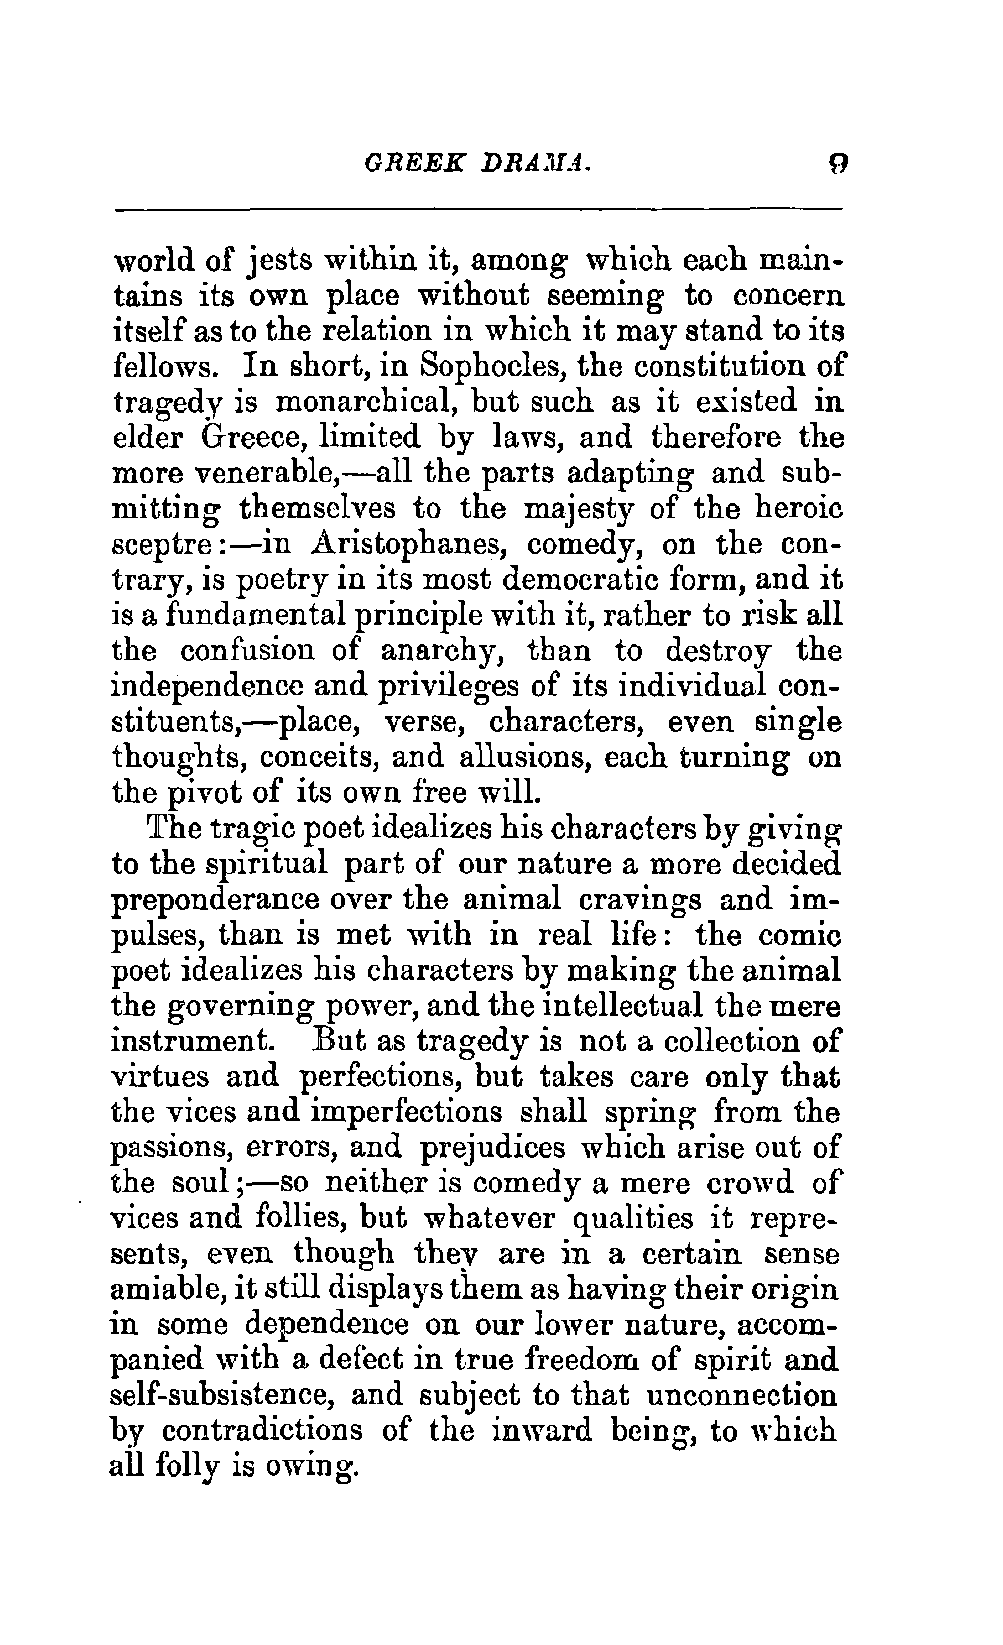 GREEK DRAMA. 9
world of jests within it, among which each main-
tains its own place without seeming to concern
itself as to the relation in which it may stand to its
fellows. In short, in Sophocles, the constitution of
tragedy is monarchical, but such as it existed in
elder Greece, limited by laws, and therefore the
more venerable,—all the parts adapting and sub-
mitting themselves to the majesty of the heroic
sceptre:—in Aristophanes, comedy, on the con-
trary, is poetry in its most democratic form, and it
is a fundamental principle with it, rather to risk all
the confusion of anarchy, than to destroy the
independence and privileges of its individual con-
stituents,—place, verse, characters, even single
thoughts, conceits, and allusions, each turning on
the pivot of its own free will.
The tragic poet idealizes his characters by giving
to the spiritual part of our nature a more decided
preponderance over the animal cravings and im-
pulses, than is met with in real life: the comic
poet idealizes his characters by making the animal
the governing power, and the intellectual the mere
instrument. But as tragedy is not a collection of
virtues and perfections, but takes care only that
the vices and imperfections shall spring from the
passions, errors, and prejudices which arise out of
the soul;—so neither is comedy a mere crowd of
vices and follies, but whatever qualities it repre-
sents, even though they are in a certain sense
amiable, it still displays them as having their origin
in some dependence on our lower nature, accom-
panied with a defect in true freedom of spirit and
self-subsistence, and subject to that unconnection
by contradictions of the inward being, to which
all folly is owing.